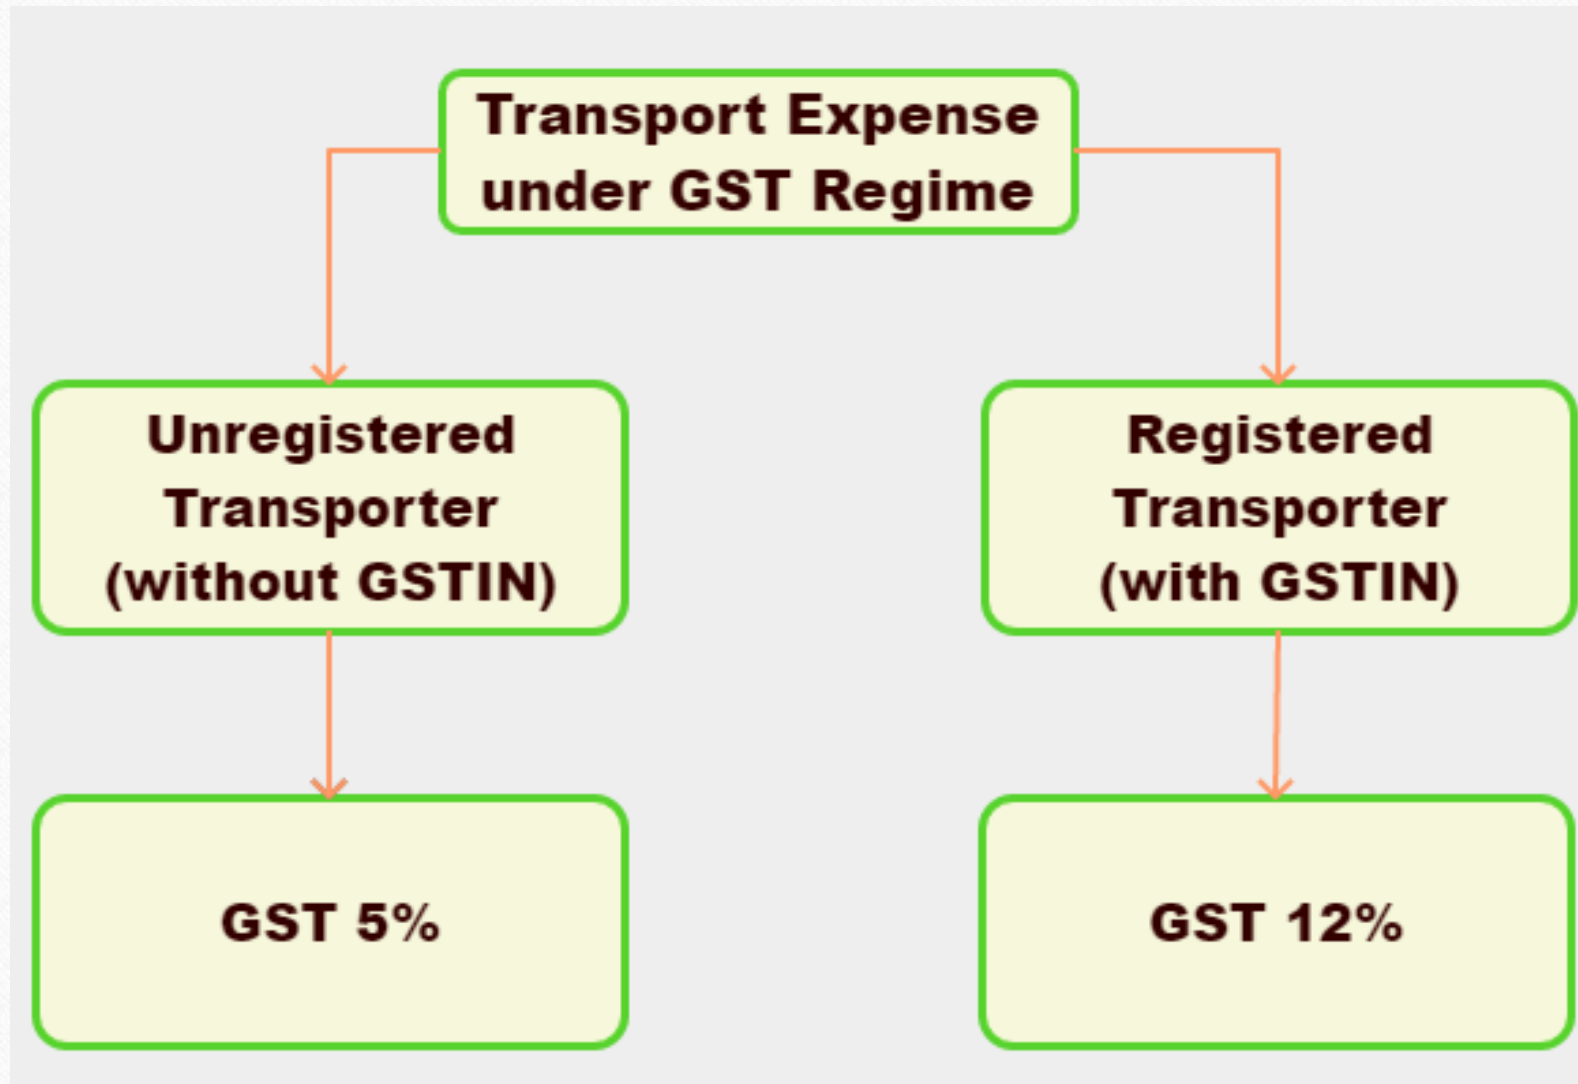 Transport Expense
under GST Regime
Unregistered
Transporter
(without GSTIN)
Registered
Transporter
(with GSTIN)
GST 5%
GST 12%